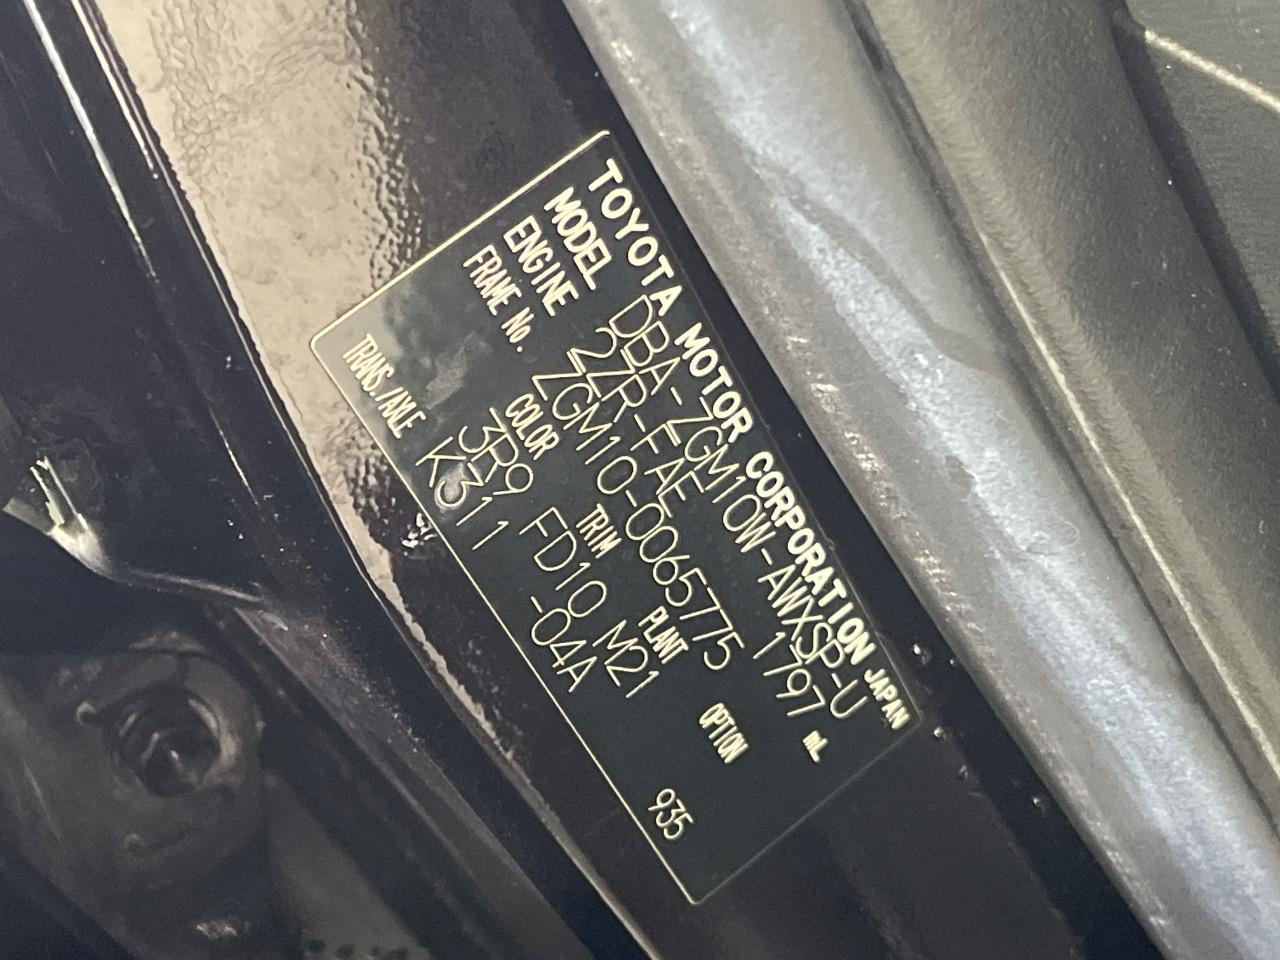 TOYOTA MOTOR CORPORATION JAPAN
MODEL DBA-ZGM10W-AWXSP-U
ENGINE 2ZR-FAE 1797 mL
FRAME No. ZGM10-0065775
COLOR TRIM PLANT OPTION
3R9 FD10 M21
TRANS./AXLE K311 -04A
935